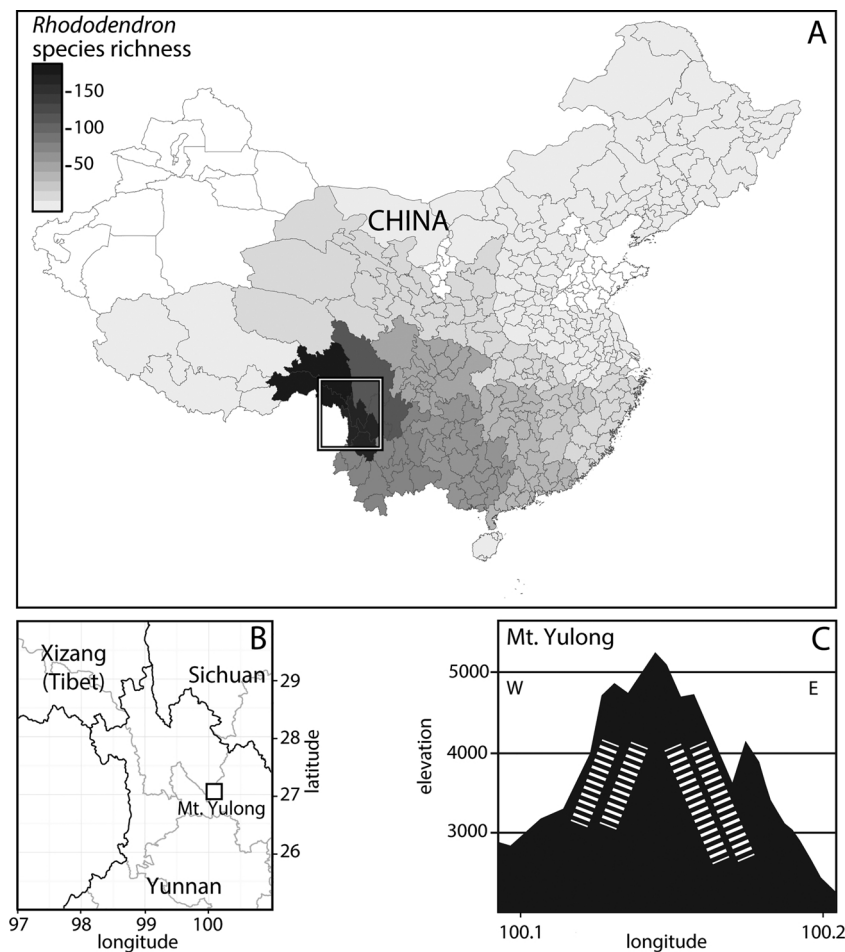 Rhododendron
species richness
A
150
100
50
CHINA
B
Xizang
(Tibet)
Sichuan
29
28
27
26
latitude
Mt. Yulong
Yunnan
97 98 99 100
longitude
Mt. Yulong
C
W
E
5000
4000
3000
elevation
100.1 100.2
longitude